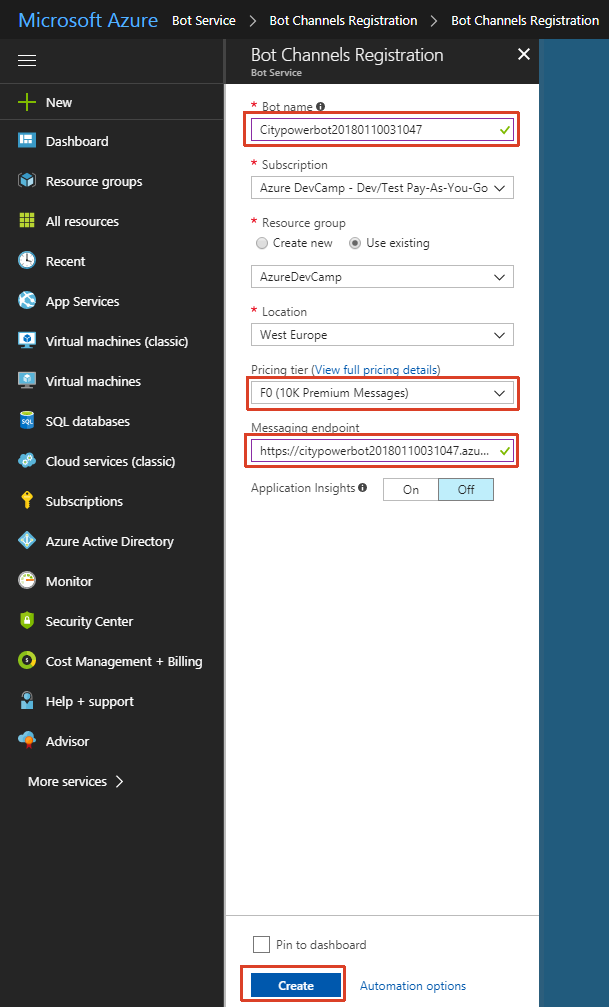 Microsoft Azure Bot Service > Bot Channels Registration > Bot Channels Registration
New
Dashboard
Resource groups
All resources
Recent
App Services
Virtual machines (classic)
Virtual machines
SQL databases
Cloud services (classic)
Subscriptions
Azure Active Directory
Monitor
Security Center
Cost Management + Billing
Help + support
Advisor
More services >
Bot Channels Registration
Bot Service
* Bot name
Citypowerbot20180110031047
* Subscription
Azure DevCamp - Dev/Test Pay-As-You-Go
* Resource group
Create new Use existing
AzureDevCamp
* Location
West Europe
Pricing tier (View full pricing details)
F0 (10K Premium Messages)
Messaging endpoint
https://citypowerbot20180110031047.azu...
Application Insights On Off
Pin to dashboard
Create Automation options